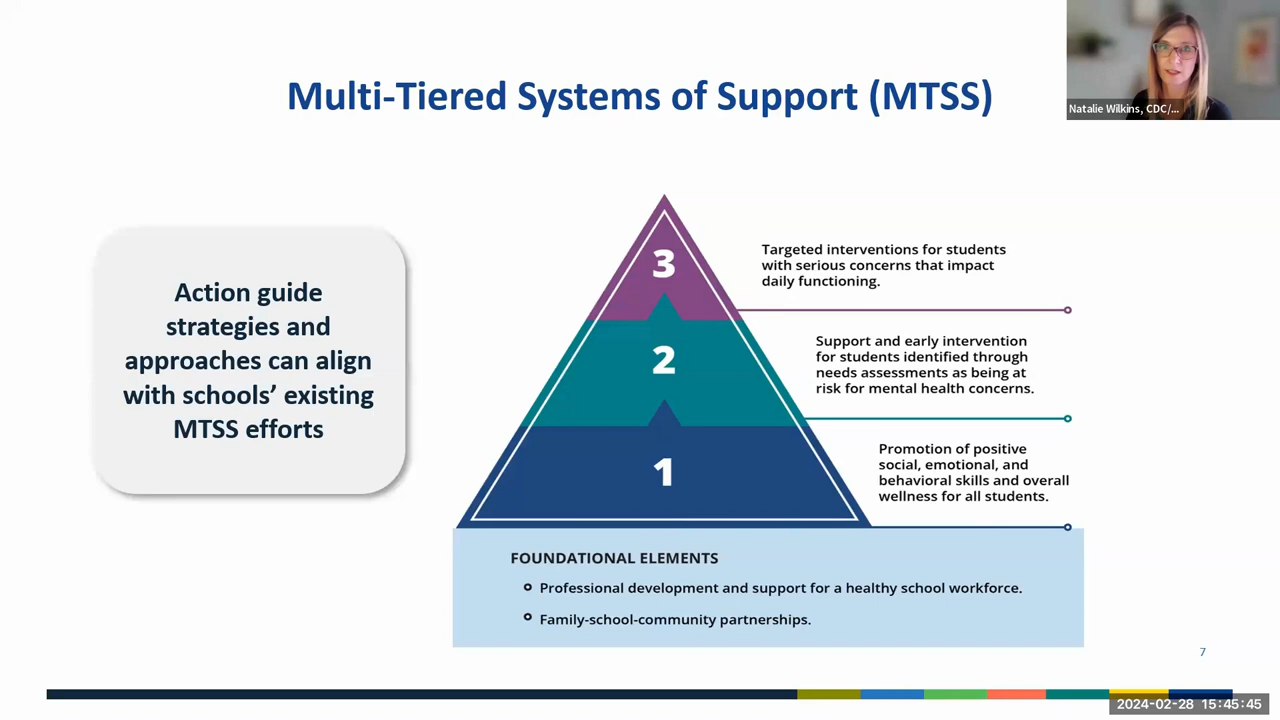 Multi-Tiered Systems of Support (MTSS)
Natalie Wilkins, CDC/...
Action guide
strategies and
approaches can align
with schools’ existing
MTSS efforts
3
Targeted interventions for students
with serious concerns that impact
daily functioning.
2
Support and early intervention
for students identified through
needs assessments as being at
risk for mental health concerns.
1
Promotion of positive
social, emotional, and
behavioral skills and overall
wellness for all students.
FOUNDATIONAL ELEMENTS
Professional development and support for a healthy school workforce.
Family-school-community partnerships.
7
2024-02-28 15:45:45